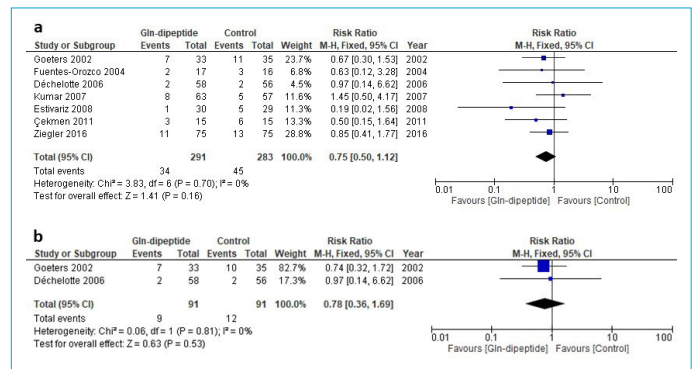 a
Gln-dipeptide Control Risk Ratio Risk Ratio
Study or Subgroup Events Total Events Total Weight M-H, Fixed, 95% CI Year M-H, Fixed, 95% CI
Goeters 2002 7 33 11 35 23.7% 0.67 [0.30, 1.53] 2002
Fuentes-Orozco 2004 2 17 3 16 6.8% 0.63 [0.12, 3.28] 2004
Déchelotte 2006 2 58 2 56 4.5% 0.97 [0.14, 6.62] 2006
Kumar 2007 8 63 5 57 11.6% 1.45 [0.50, 4.17] 2007
Estivariz 2008 1 30 5 29 11.3% 0.19 [0.02, 1.56] 2008
Çekmen 2011 3 15 6 15 13.3% 0.50 [0.15, 1.64] 2011
Ziegler 2016 11 75 13 75 28.8% 0.85 [0.41, 1.77] 2016
Total (95% CI) 291 283 100.0% 0.75 [0.50, 1.12]
Total events 34 45
Heterogeneity: Chi² = 3.83, df = 6 (P = 0.70); I² = 0%
Test for overall effect: Z = 1.41 (P = 0.16)
0.01 0.1 1 10 100
Favours [Gln-dipeptide] Favours [Control]
b
Gln-dipeptide Control Risk Ratio Risk Ratio
Study or Subgroup Events Total Events Total Weight M-H, Fixed, 95% CI Year M-H, Fixed, 95% CI
Goeters 2002 7 33 10 35 82.7% 0.74 [0.32, 1.72] 2002
Déchelotte 2006 2 58 2 56 17.3% 0.97 [0.14, 6.62] 2006
Total (95% CI) 91 91 100.0% 0.78 [0.36, 1.69]
Total events 9 12
Heterogeneity: Chi² = 0.06, df = 1 (P = 0.81); I² = 0%
Test for overall effect: Z = 0.63 (P = 0.53)
0.01 0.1 1 10 100
Favours [Gln-dipeptide] Favours [Control]